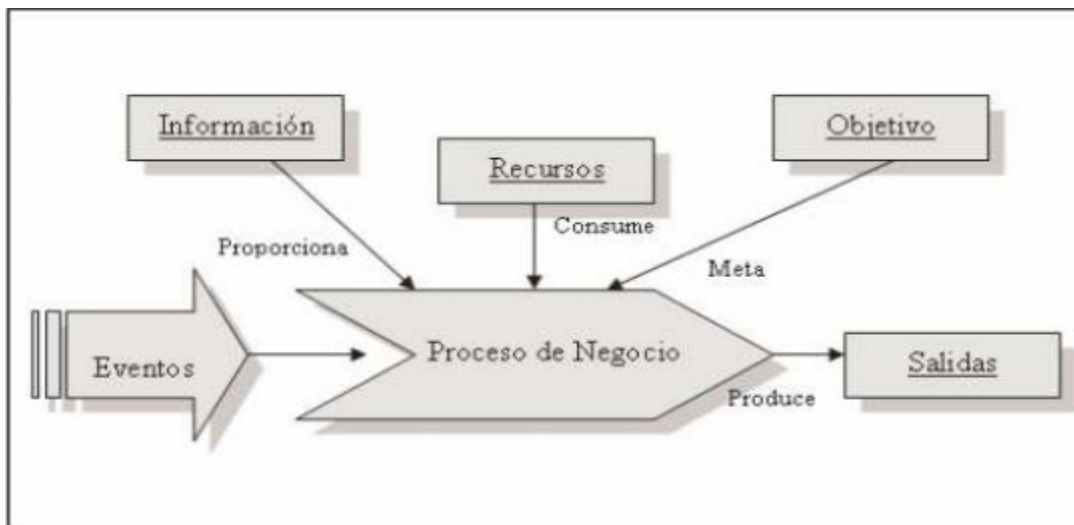 Información
Objetivo
Recursos
Consume
Proporciona
Meta
Eventos
Proceso de Negocio
Salidas
Produce